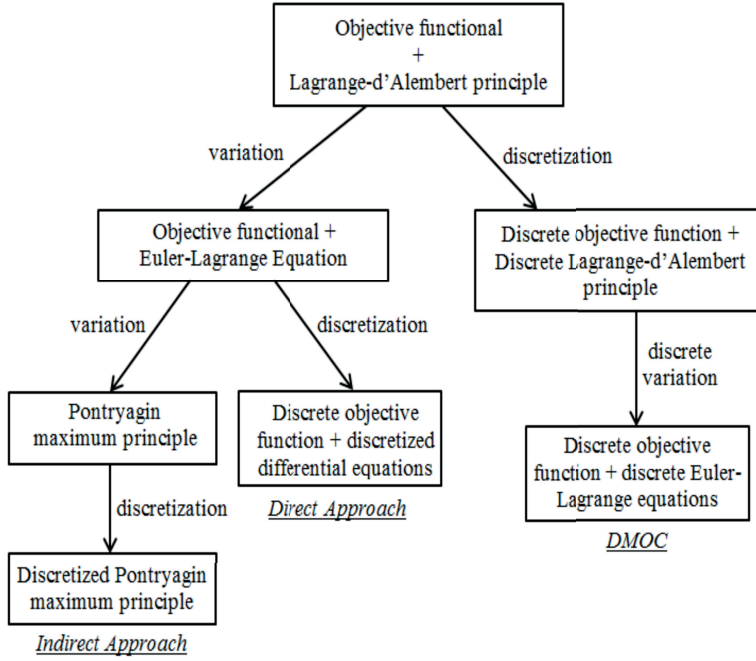 Objective functional
+
Lagrange-d'Alembert principle
variation
discretization
Objective functional +
Euler-Lagrange Equation
Discrete objective function +
Discrete Lagrange-d'Alembert
principle
variation
discretization
discrete
variation
Pontryagin
maximum principle
Discrete objective
function + discretized
differential equations
Discrete objective
function + discrete Euler-
Lagrange equations
discretization
Direct Approach
DMOC
Discretized Pontryagin
maximum principle
Indirect Approach